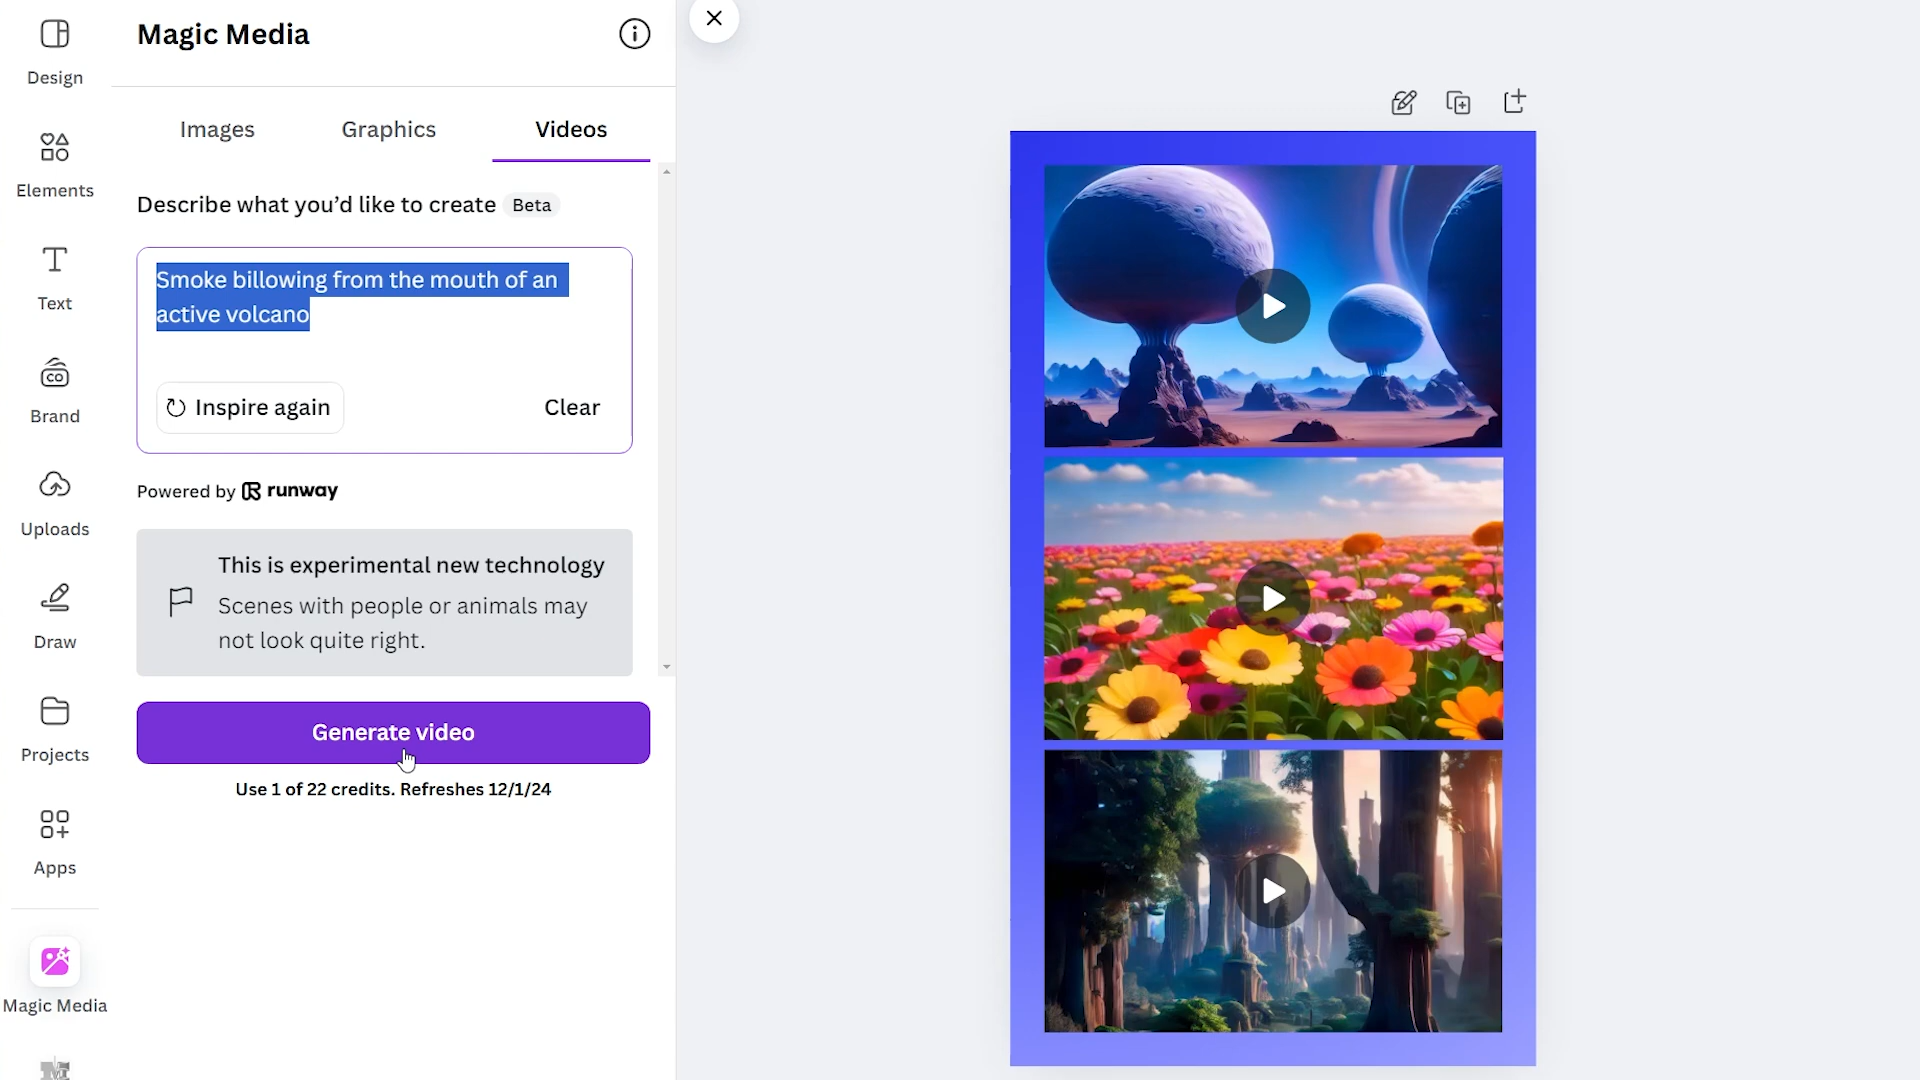 Design
Elements
Text
Brand
Uploads
Draw
Projects
Apps
Magic Media
Magic Media
Images
Graphics
Videos
Describe what you’d like to create
Beta
Smoke billowing from the mouth of an
active volcano
Inspire again
Clear
Powered by runway
This is experimental new technology
Scenes with people or animals may
not look quite right.
Generate video
Use 1 of 22 credits. Refreshes 12/1/24